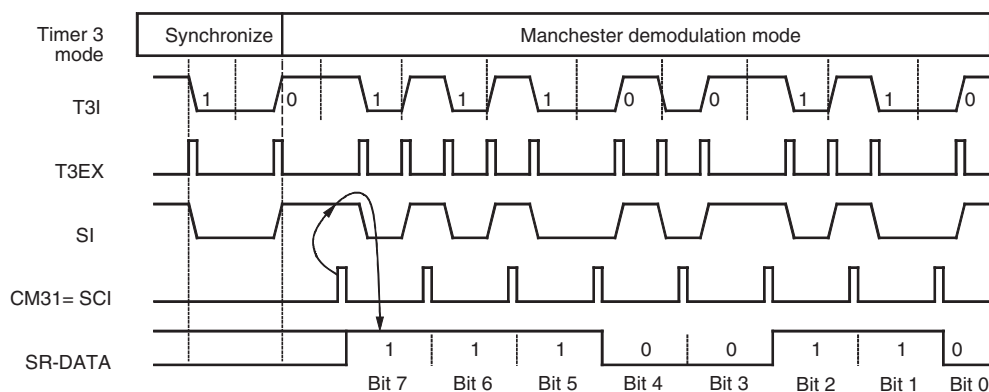 Timer 3 mode
Synchronize
Manchester demodulation mode
T3I
1 0 1 1 1 0 0 1 1 0
T3EX
SI
CM31= SCI
SR-DATA
1 1 1 0 0 1 1 0
Bit 7 Bit 6 Bit 5 Bit 4 Bit 3 Bit 2 Bit 1 Bit 0